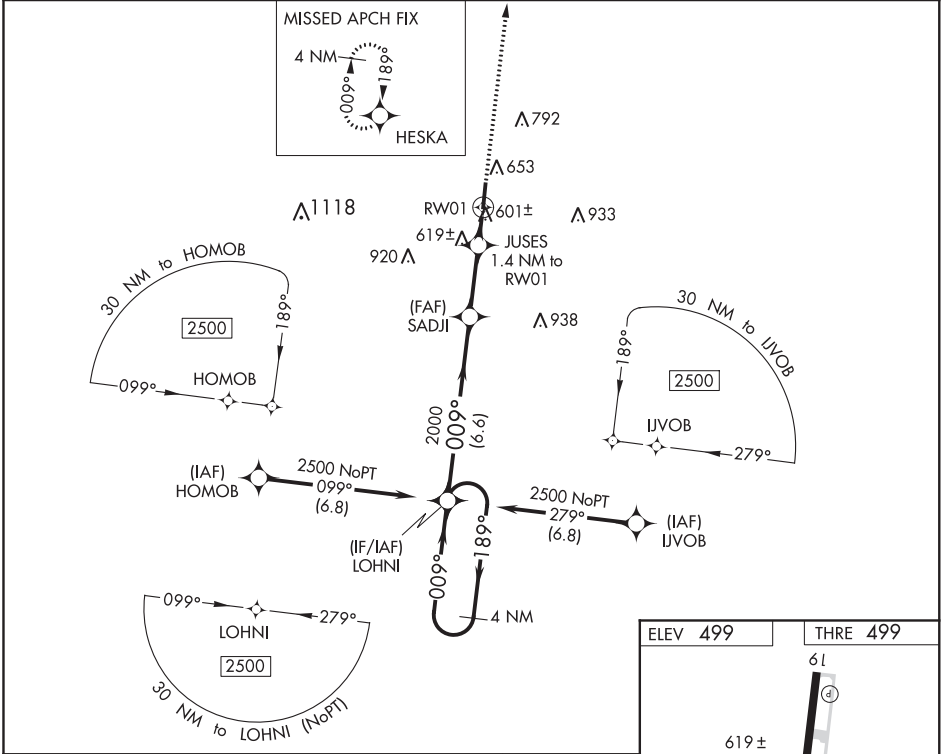 MISSED APCH FIX
4 NM
009°
189°
HESKA
792
653
1118
RW01
601±
933
619±
JUSES
1.4 NM to
RW01
920
(FAF)
SADJI
938
30 NM to HOMOB
2500
189°
HOMOB
099°
30 NM to IJVOB
189°
2500
IJVOB
279°
2000
009°
(6.6)
(IAF)
HOMOB
2500 NoPT
099°
(6.8)
2500 NoPT
279°
(6.8)
(IAF)
IJVOB
(IF/IAF)
LOHNI
009°
189°
4 NM
099°
279°
LOHNI
2500
30 NM to LOHNI (NoPT)
ELEV 499
THRE 499
19
P
619±